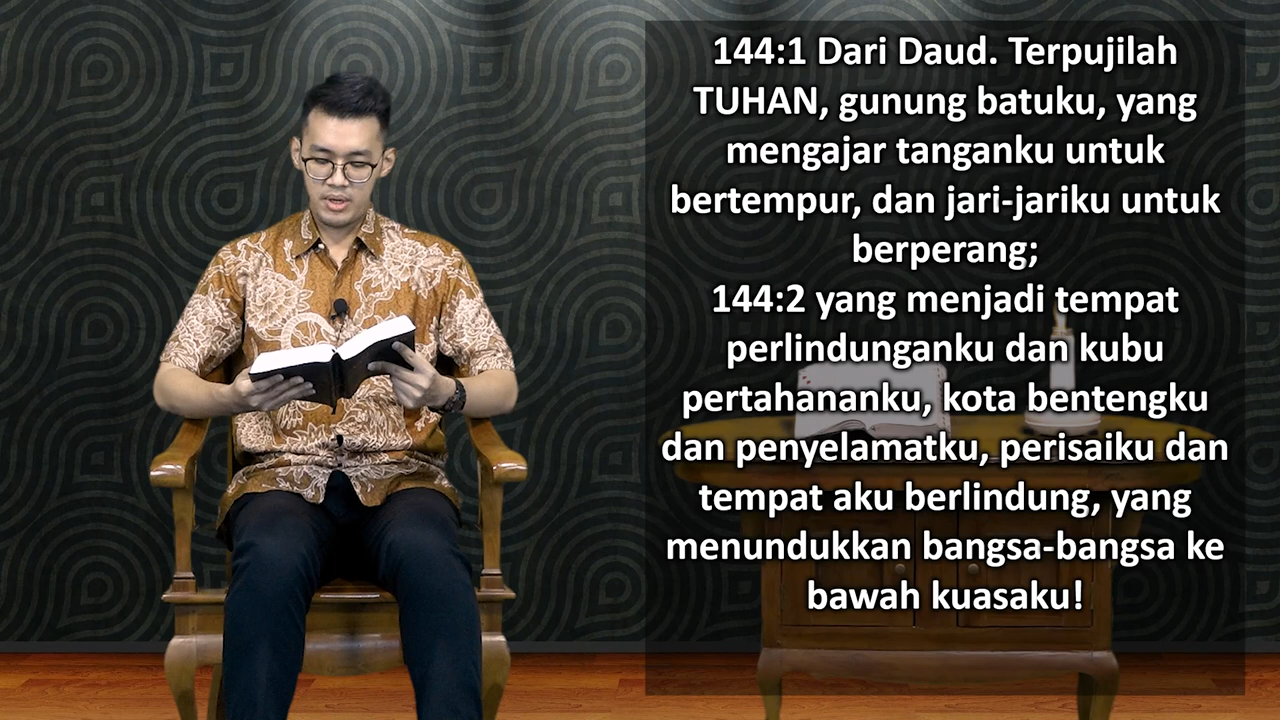 144:1 Dari Daud. Terpujilah
TUHAN, gunung batuku, yang
mengajar tanganku untuk
bertempur, dan jari-jariku untuk
berperang;
144:2 yang menjadi tempat
perlindunganku dan kubu
pertahananku, kota bentengku
dan penyelamatku, perisaiku dan
tempat aku berlindung, yang
menundukkan bangsa-bangsa ke
bawah kuasaku!